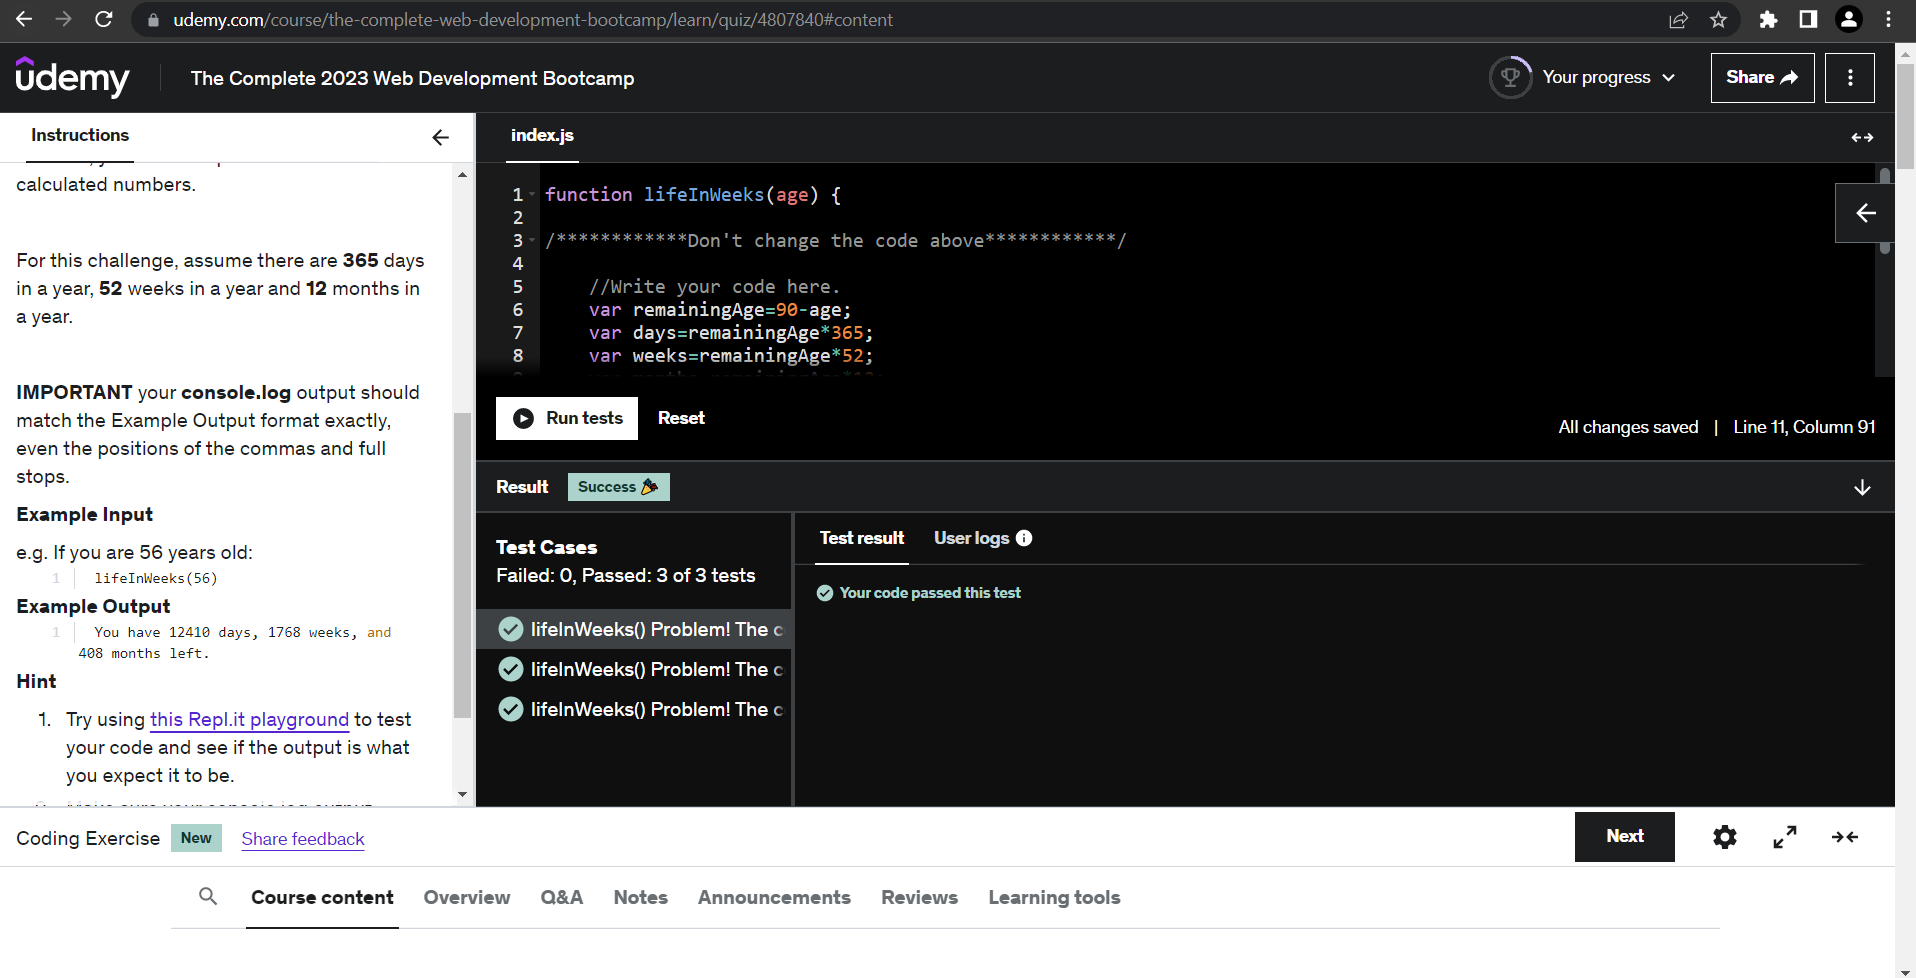 udemy.com/course/the-complete-web-development-bootcamp/learn/quiz/4807840#content
udemy
The Complete 2023 Web Development Bootcamp
Your progress
Share
Instructions
index.js
calculated numbers.
For this challenge, assume there are 365 days
in a year, 52 weeks in a year and 12 months in
a year.
IMPORTANT your console.log output should
match the Example Output format exactly,
even the positions of the commas and full
stops.
Example Input
e.g. If you are 56 years old:
1 lifeInWeeks(56)
Example Output
1 You have 12410 days, 1768 weeks, and
408 months left.
Hint
1. Try using this Repl.it playground to test
your code and see if the output is what
you expect it to be.
1 function lifeInWeeks(age) {
2
3 /************Don't change the code above************/
4
5 //Write your code here.
6 var remainingAge=90-age;
7 var days=remainingAge*365;
8 var weeks=remainingAge*52;
Run tests
Reset
All changes saved | Line 11, Column 91
Result
Success
Test Cases
Failed: 0, Passed: 3 of 3 tests
lifeInWeeks() Problem! The
lifeInWeeks() Problem! The
lifeInWeeks() Problem! The
Test result
User logs
Your code passed this test
Coding Exercise
New
Share feedback
Next
Course content
Overview
Q&A
Notes
Announcements
Reviews
Learning tools